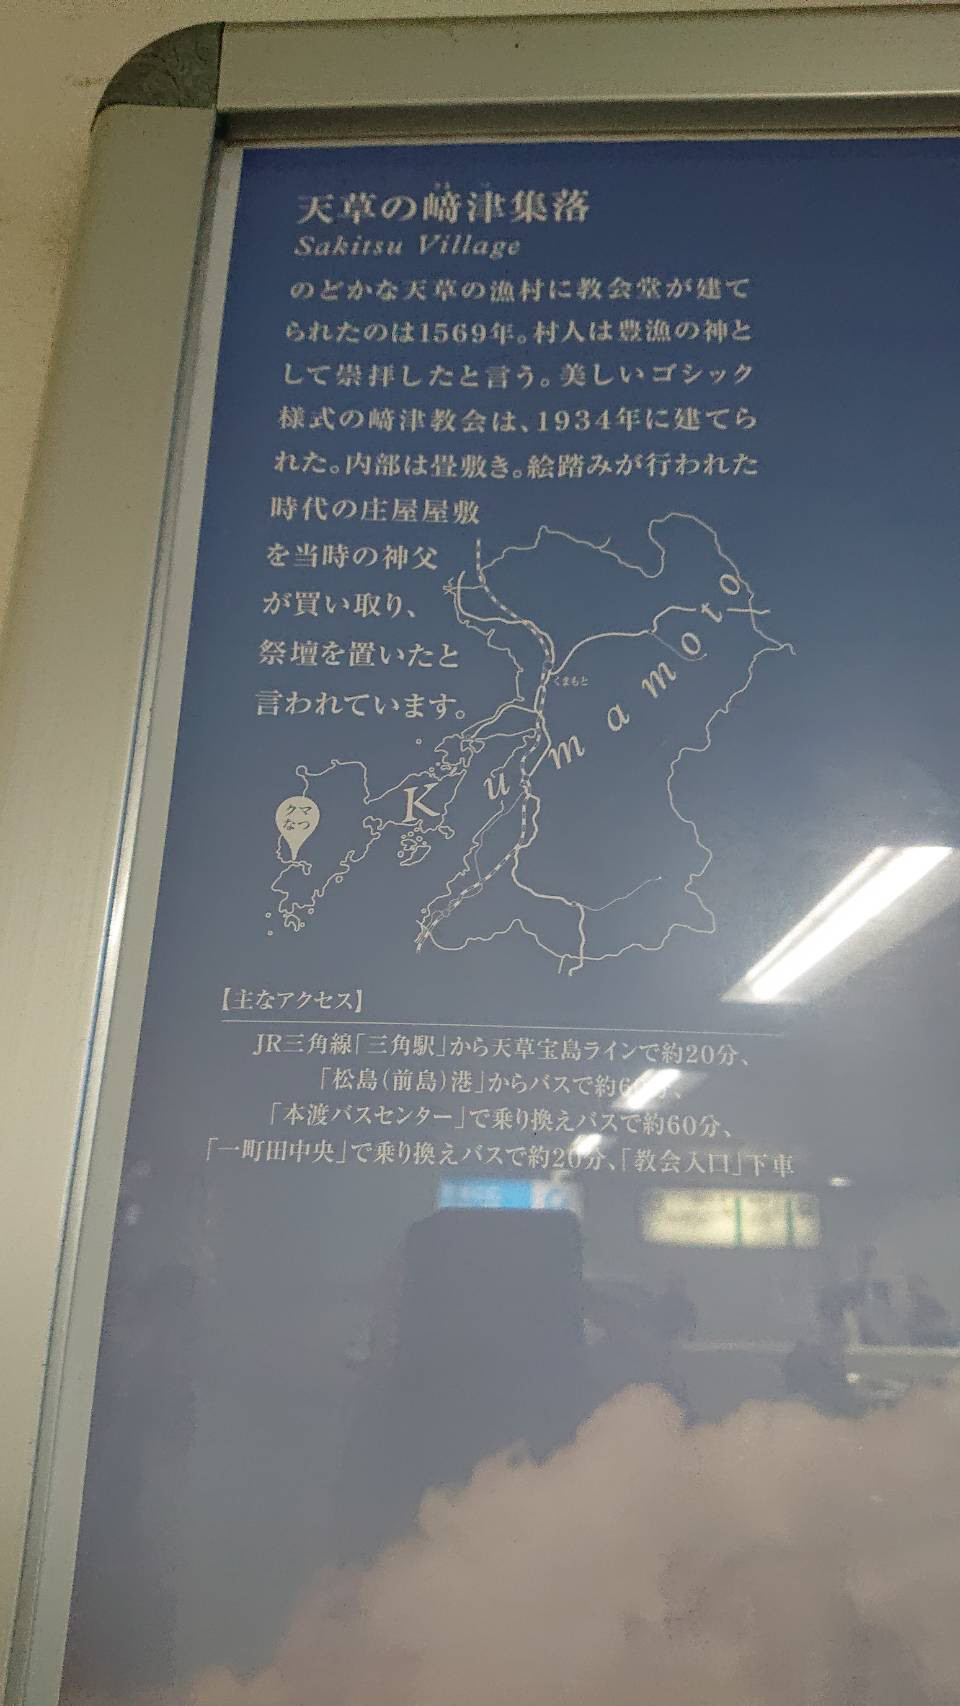 天草の﨑津集落
Sakitsu Village
のどかな天草の漁村に教会堂が建て
られたのは1569年。村人は豊漁の神と
して崇拝したと言う。美しいゴシック
様式の﨑津教会は、1934年に建てら
れた。内部は畳敷き。絵踏みが行われた
時代の庄屋屋敷
を当時の神父
が買い取り、
祭壇を置いたと
言われています。
くまもと
Kumamoto
クマ
なつ
【主なアクセス】
JR三角線「三角駅」から天草宝島ラインで約20分、
「松島(前島)港」からバスで約60分、
「本渡バスセンター」で乗り換えバスで約60分、
「一町田中央」で乗り換えバスで約20分、「教会入口」下車